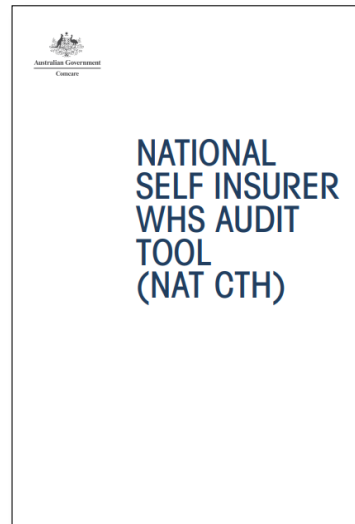 Australian Government
Comcare
NATIONAL
SELF INSURER
WHS AUDIT
TOOL
(NAT CTH)